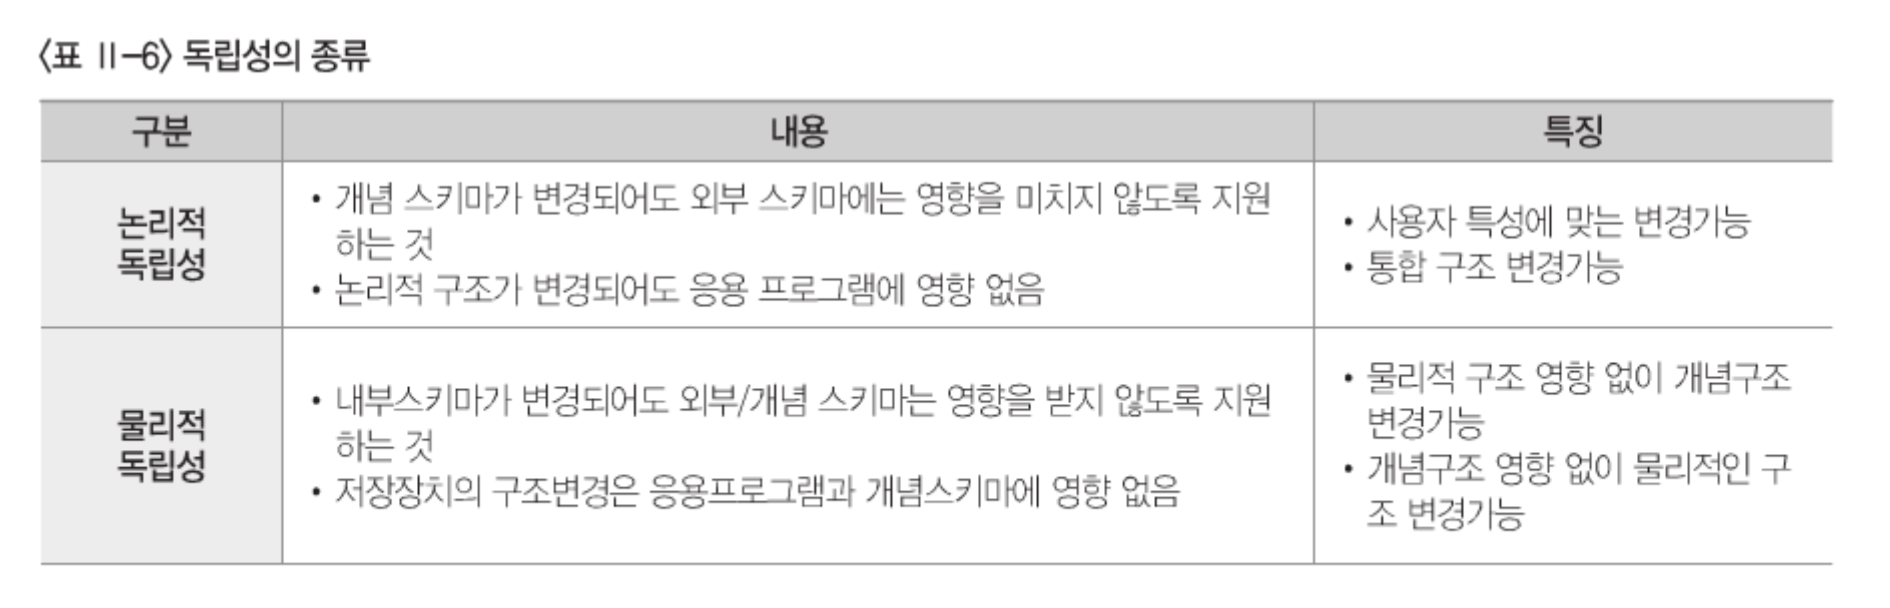 〈표 Ⅱ-6〉 독립성의 종류
구분 내용 특징
논리적
독립성
• 개념 스키마가 변경되어도 외부 스키마에는 영향을 미치지 않도록 지원
하는 것
• 논리적 구조가 변경되어도 응용 프로그램에 영향 없음
• 사용자 특성에 맞는 변경가능
• 통합 구조 변경가능
물리적
독립성
• 내부스키마가 변경되어도 외부/개념 스키마는 영향을 받지 않도록 지원
하는 것
• 저장장치의 구조변경은 응용프로그램과 개념스키마에 영향 없음
• 물리적 구조 영향 없이 개념구조
변경가능
• 개념구조 영향 없이 물리적인 구
조 변경가능